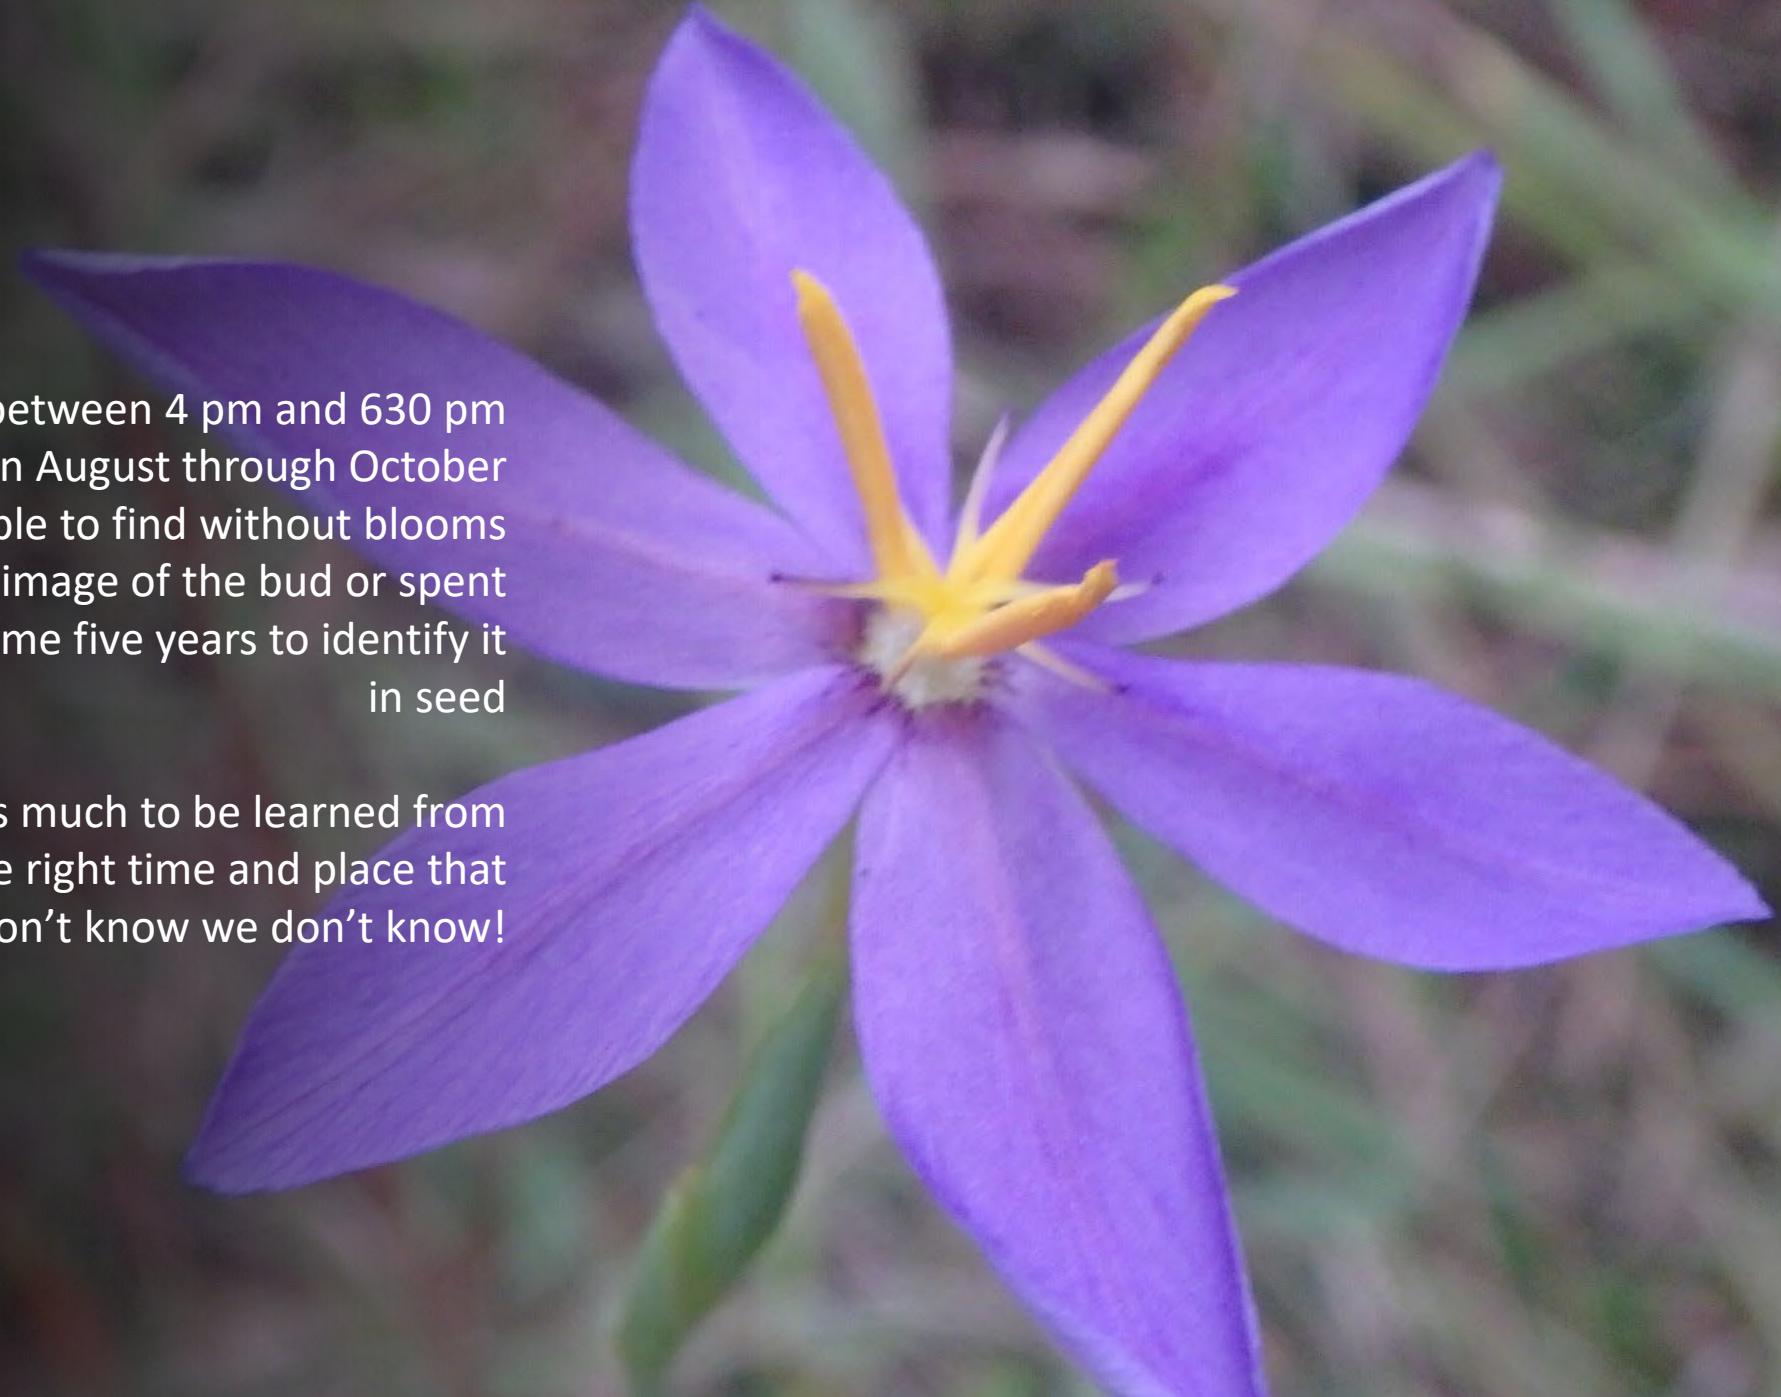 between 4 pm and 630 pm
n August through October
ble to find without blooms
image of the bud or spent
me five years to identify it
in seed
s much to be learned from
e right time and place that
on’t know we don’t know!